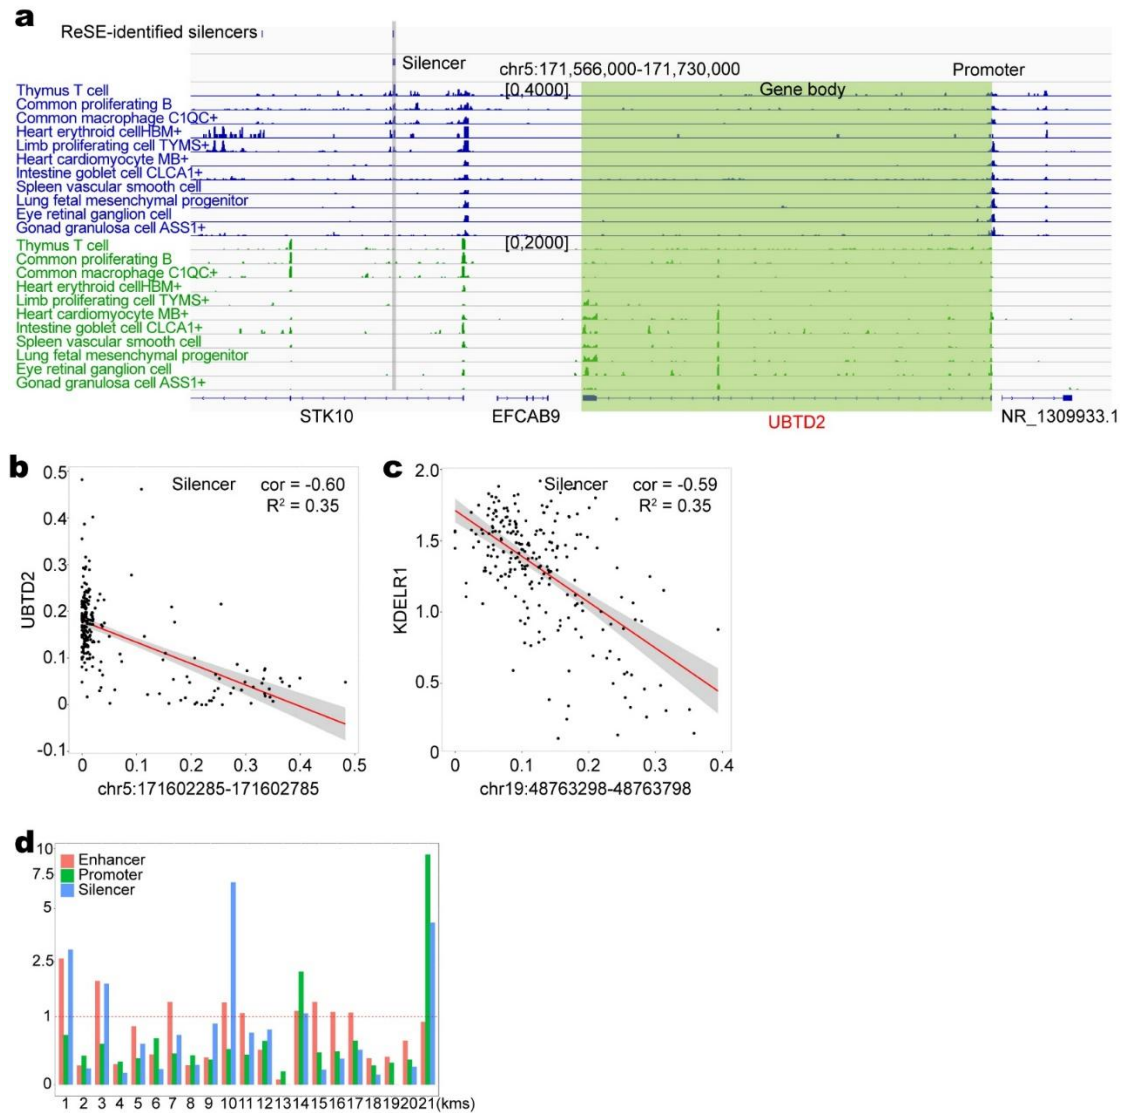 a
ReSE-identified silencers
Silencer
chr5:171,566,000-171,730,000
Promoter
Thymus T cell
[0,4000]
Gene body
Common proliferating B
Common macrophage C1QC+
Heart erythroid cellHBM+
Limb proliferating cell TYMS+
Heart cardiomyocyte MB+
Intestine goblet cell CLCA1+
Spleen vascular smooth cell
Lung fetal mesenchymal progenitor
Eye retinal ganglion cell
Gonad granulosa cell ASS1+
Thymus T cell
[0,2000]
Common proliferating B
Common macrophage C1QC+
Heart erythroid cellHBM+
Limb proliferating cell TYMS+
Heart cardiomyocyte MB+
Intestine goblet cell CLCA1+
Spleen vascular smooth cell
Lung fetal mesenchymal progenitor
Eye retinal ganglion cell
Gonad granulosa cell ASS1+
STK10 EFCAB9 UBTD2 NR_1309933.1
b
Silencer cor = -0.60
R² = 0.35
UBTD2
0.5
0.4
0.3
0.2
0.1
0
-0.1
0 0.1 0.2 0.3 0.4 0.5
chr5:171602285-171602785
c
Silencer cor = -0.59
R² = 0.35
KDELR1
2.0
1.5
1.0
0.5
0
0 0.1 0.2 0.3 0.4
chr19:48763298-48763798
d
Enhancer
Promoter
Silencer
10
7.5
5
2.5
1
0
1 2 3 4 5 6 7 8 9 10 11 12 13 14 15 16 17 18 19 20 21 (kms)